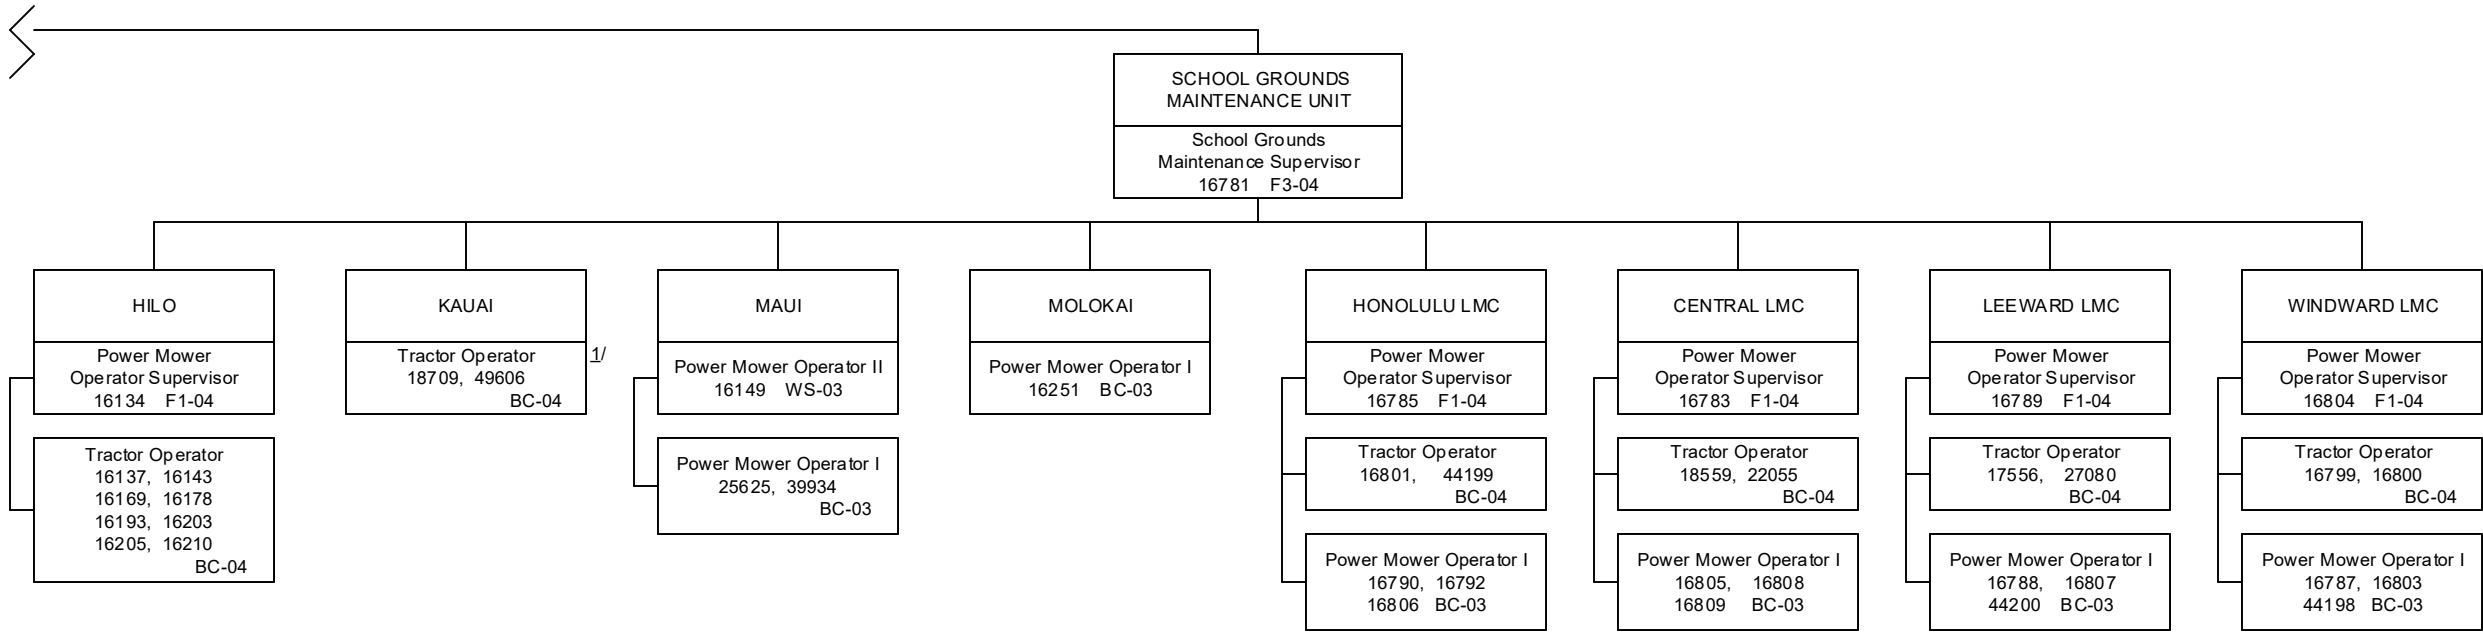 SCHOOL GROUNDS
MAINTENANCE UNIT
School Grounds
Maintenance Supervisor
16781 F3-04
HILO
Power Mower
Operator Supervisor
16134 F1-04
Tractor Operator
16137, 16143
16169, 16178
16193, 16203
16205, 16210
BC-04
KAUAI
Tractor Operator
18709, 49606
BC-04
1/
MAUI
Power Mower Operator II
16149 WS-03
Power Mower Operator I
25625, 39934
BC-03
MOLOKAI
Power Mower Operator I
16251 BC-03
HONOLULU LMC
Power Mower
Operator Supervisor
16785 F1-04
Tractor Operator
16801, 44199
BC-04
Power Mower Operator I
16790, 16792
16806 BC-03
CENTRAL LMC
Power Mower
Operator Supervisor
16783 F1-04
Tractor Operator
18559, 22055
BC-04
Power Mower Operator I
16805, 16808
16809 BC-03
LEEWARD LMC
Power Mower
Operator Supervisor
16789 F1-04
Tractor Operator
17556, 27080
BC-04
Power Mower Operator I
16788, 16807
44200 BC-03
WINDWARD LMC
Power Mower
Operator Supervisor
16804 F1-04
Tractor Operator
16799, 16800
BC-04
Power Mower Operator I
16787, 16803
44198 BC-03